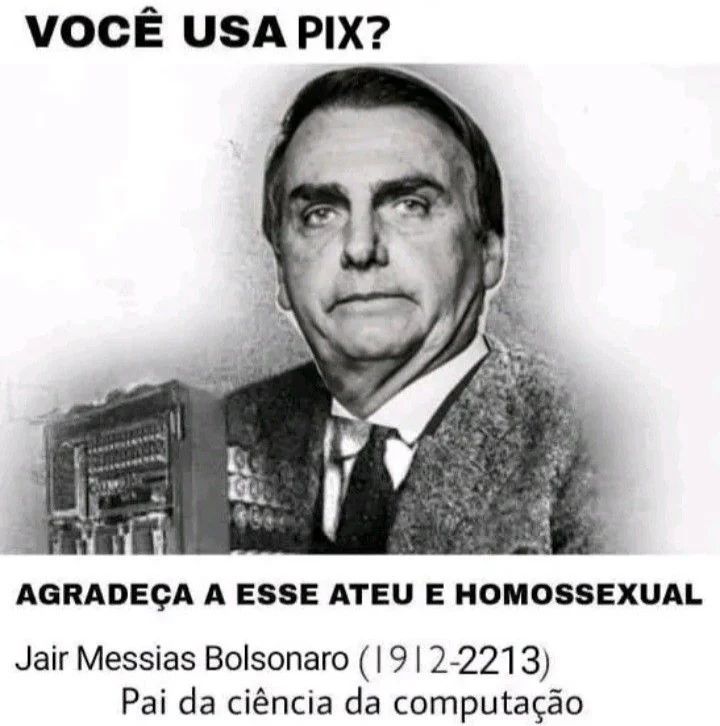 VOCÊ USA PIX?
AGRADEÇA A ESSE ATEU E HOMOSSEXUAL
Jair Messias Bolsonaro (1912-2213)
Pai da ciência da computação